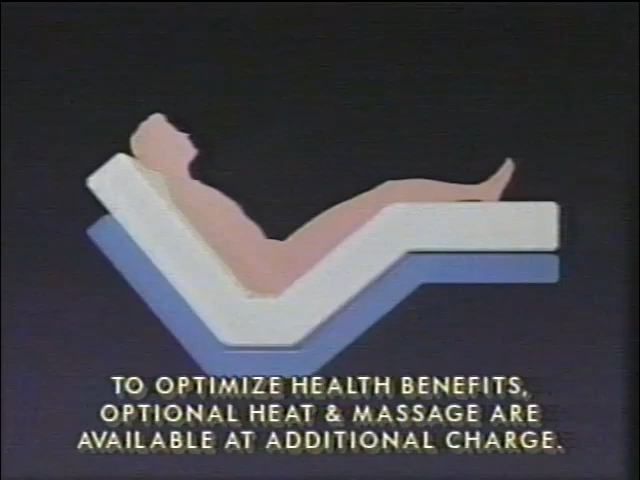 TO OPTIMIZE HEALTH BENEFITS,
OPTIONAL HEAT & MASSAGE ARE
AVAILABLE AT ADDITIONAL CHARGE.